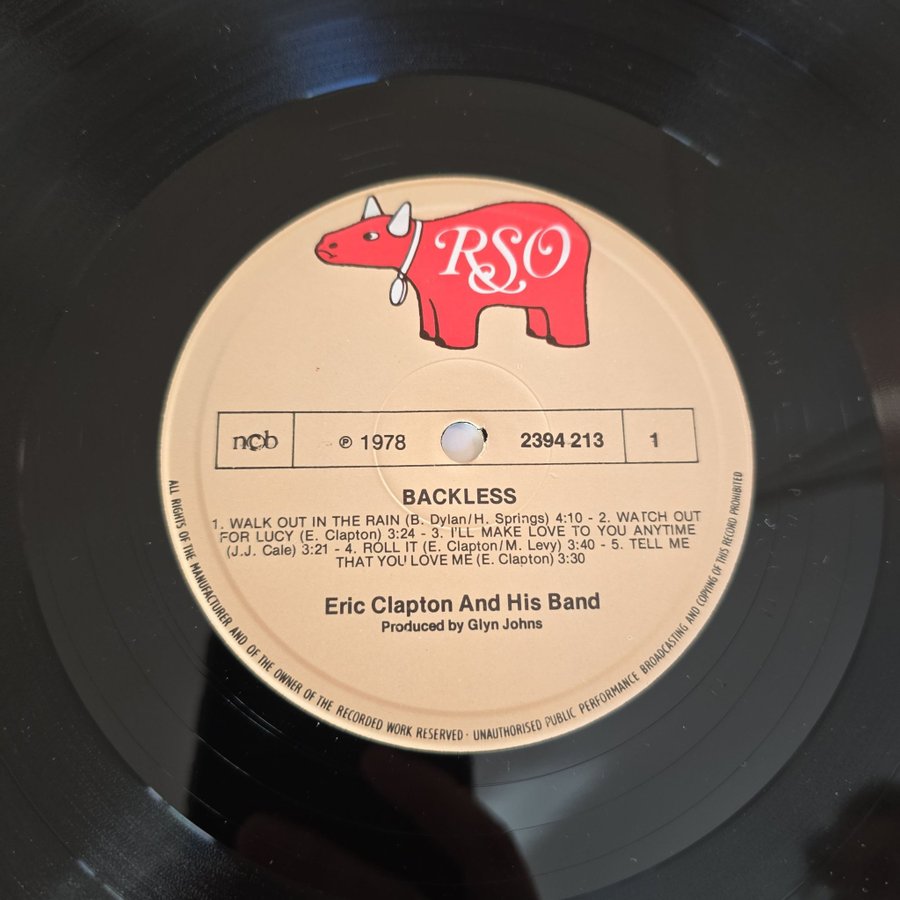 RSO
ncb ℗ 1978 2394 213 1
BACKLESS
1. WALK OUT IN THE RAIN (B. Dylan/H. Springs) 4:10 - 2. WATCH OUT
FOR LUCY (E. Clapton) 3:24 - 3. I'LL MAKE LOVE TO YOU ANYTIME
(J.J. Cale) 3:21 - 4. ROLL IT (E. Clapton/M. Levy) 3:40 - 5. TELL ME
THAT YOU LOVE ME (E. Clapton) 3:30
Eric Clapton And His Band
Produced by Glyn Johns
ALL RIGHTS OF THE MANUFACTURER AND OF THE OWNER OF THE RECORDED WORK RESERVED · UNAUTHORISED PUBLIC PERFORMANCE BROADCASTING AND COPYING OF THIS RECORD PROHIBITED